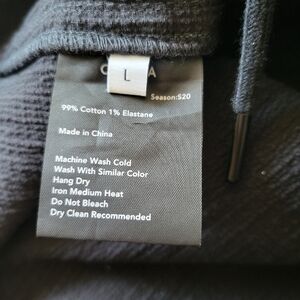 L
Season:S20
99% Cotton 1% Elastane
Made in China
Machine Wash Cold
Wash With Similar Color
Hang Dry
Iron Medium Heat
Do Not Bleach
Dry Clean Recommended